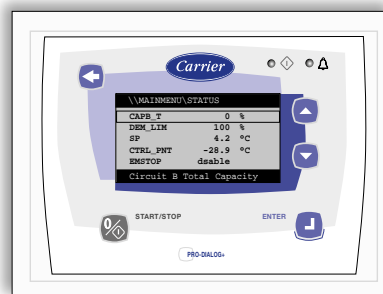 Carrier
\\MAINMENU\STATUS
CAPB_T 0 %
DEM_LIM 100 %
SP 4.2 °C
CTRL_PNT -28.9 °C
EMSTOP dsable
Circuit B Total Capacity
START/STOP
ENTER
PRO-DIALOG+